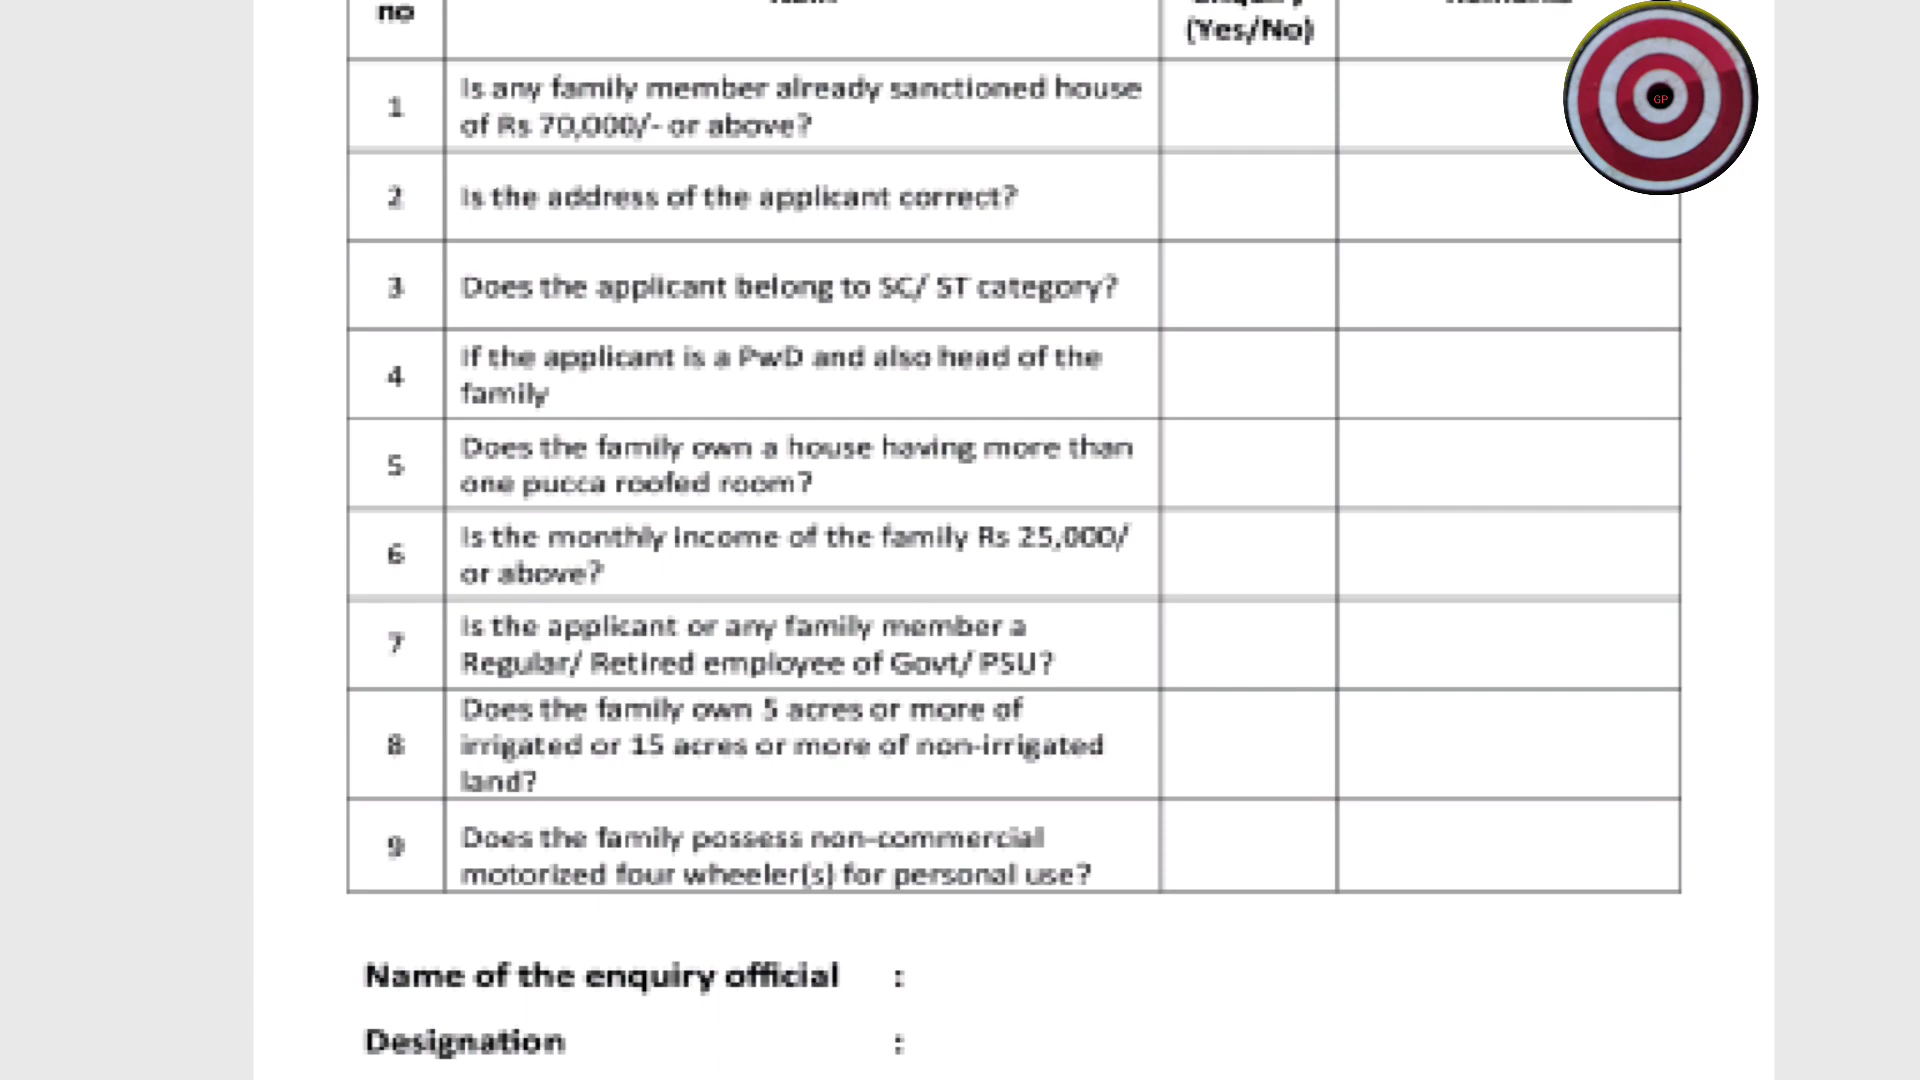 no
(Yes/No)
1
Is any family member already sanctioned house
of Rs 70,000/- or above?
2
Is the address of the applicant correct?
3
Does the applicant belong to SC/ ST category?
4
If the applicant is a PwD and also head of the
family
5
Does the family own a house having more than
one pucca roofed room?
6
Is the monthly income of the family Rs 25,000/
or above?
7
Is the applicant or any family member a
Regular/ Retired employee of Govt/ PSU?
8
Does the family own 5 acres or more of
irrigated or 15 acres or more of non-irrigated
land?
9
Does the family possess non-commercial
motorized four wheeler(s) for personal use?
Name of the enquiry official :
Designation :
GP